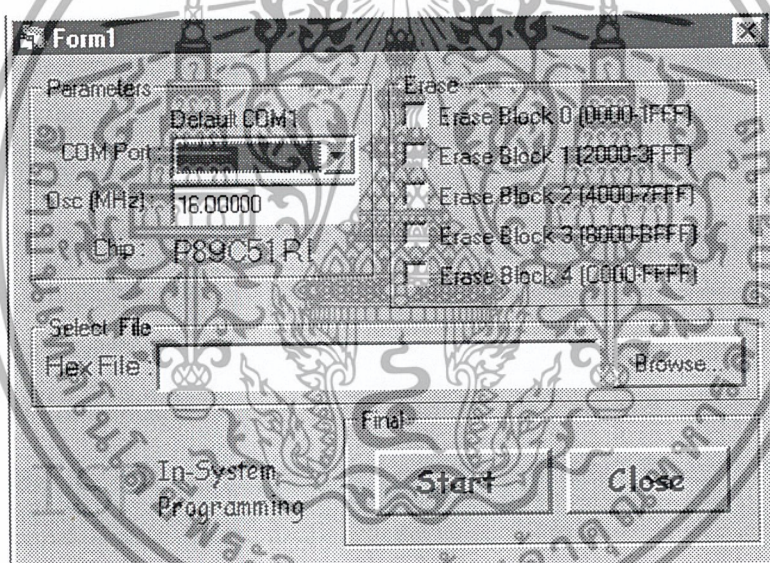 Form1
Parameters
Default COM1
COM Port :
Osc (MHz) : 16.00000
Chip :
Erase
Erase Block 0 (0000-1FFF)
Erase Block 1 (2000-3FFF)
Erase Block 2 (4000-7FFF)
Erase Block 3 (8000-BFFF)
Erase Block 4 (C000-FFFF)
Select File
Hex File :
Browse...
Final
ISP
In-System
Programming
Start
Close